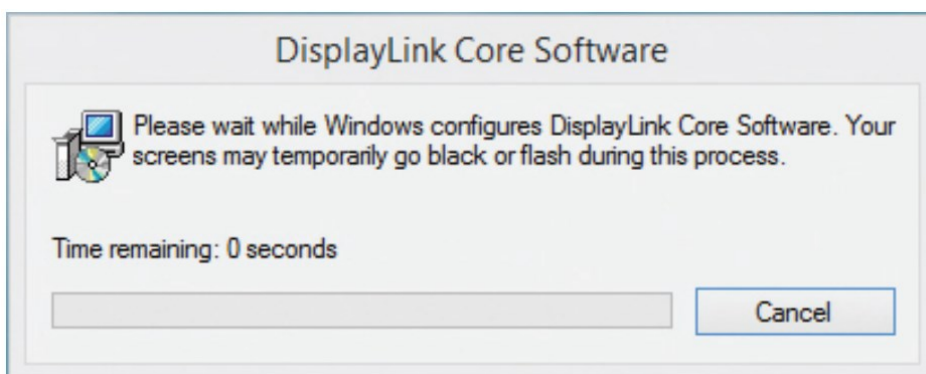 DisplayLink Core Software
Please wait while Windows configures DisplayLink Core Software. Your
screens may temporarily go black or flash during this process.
Time remaining: 0 seconds
Cancel